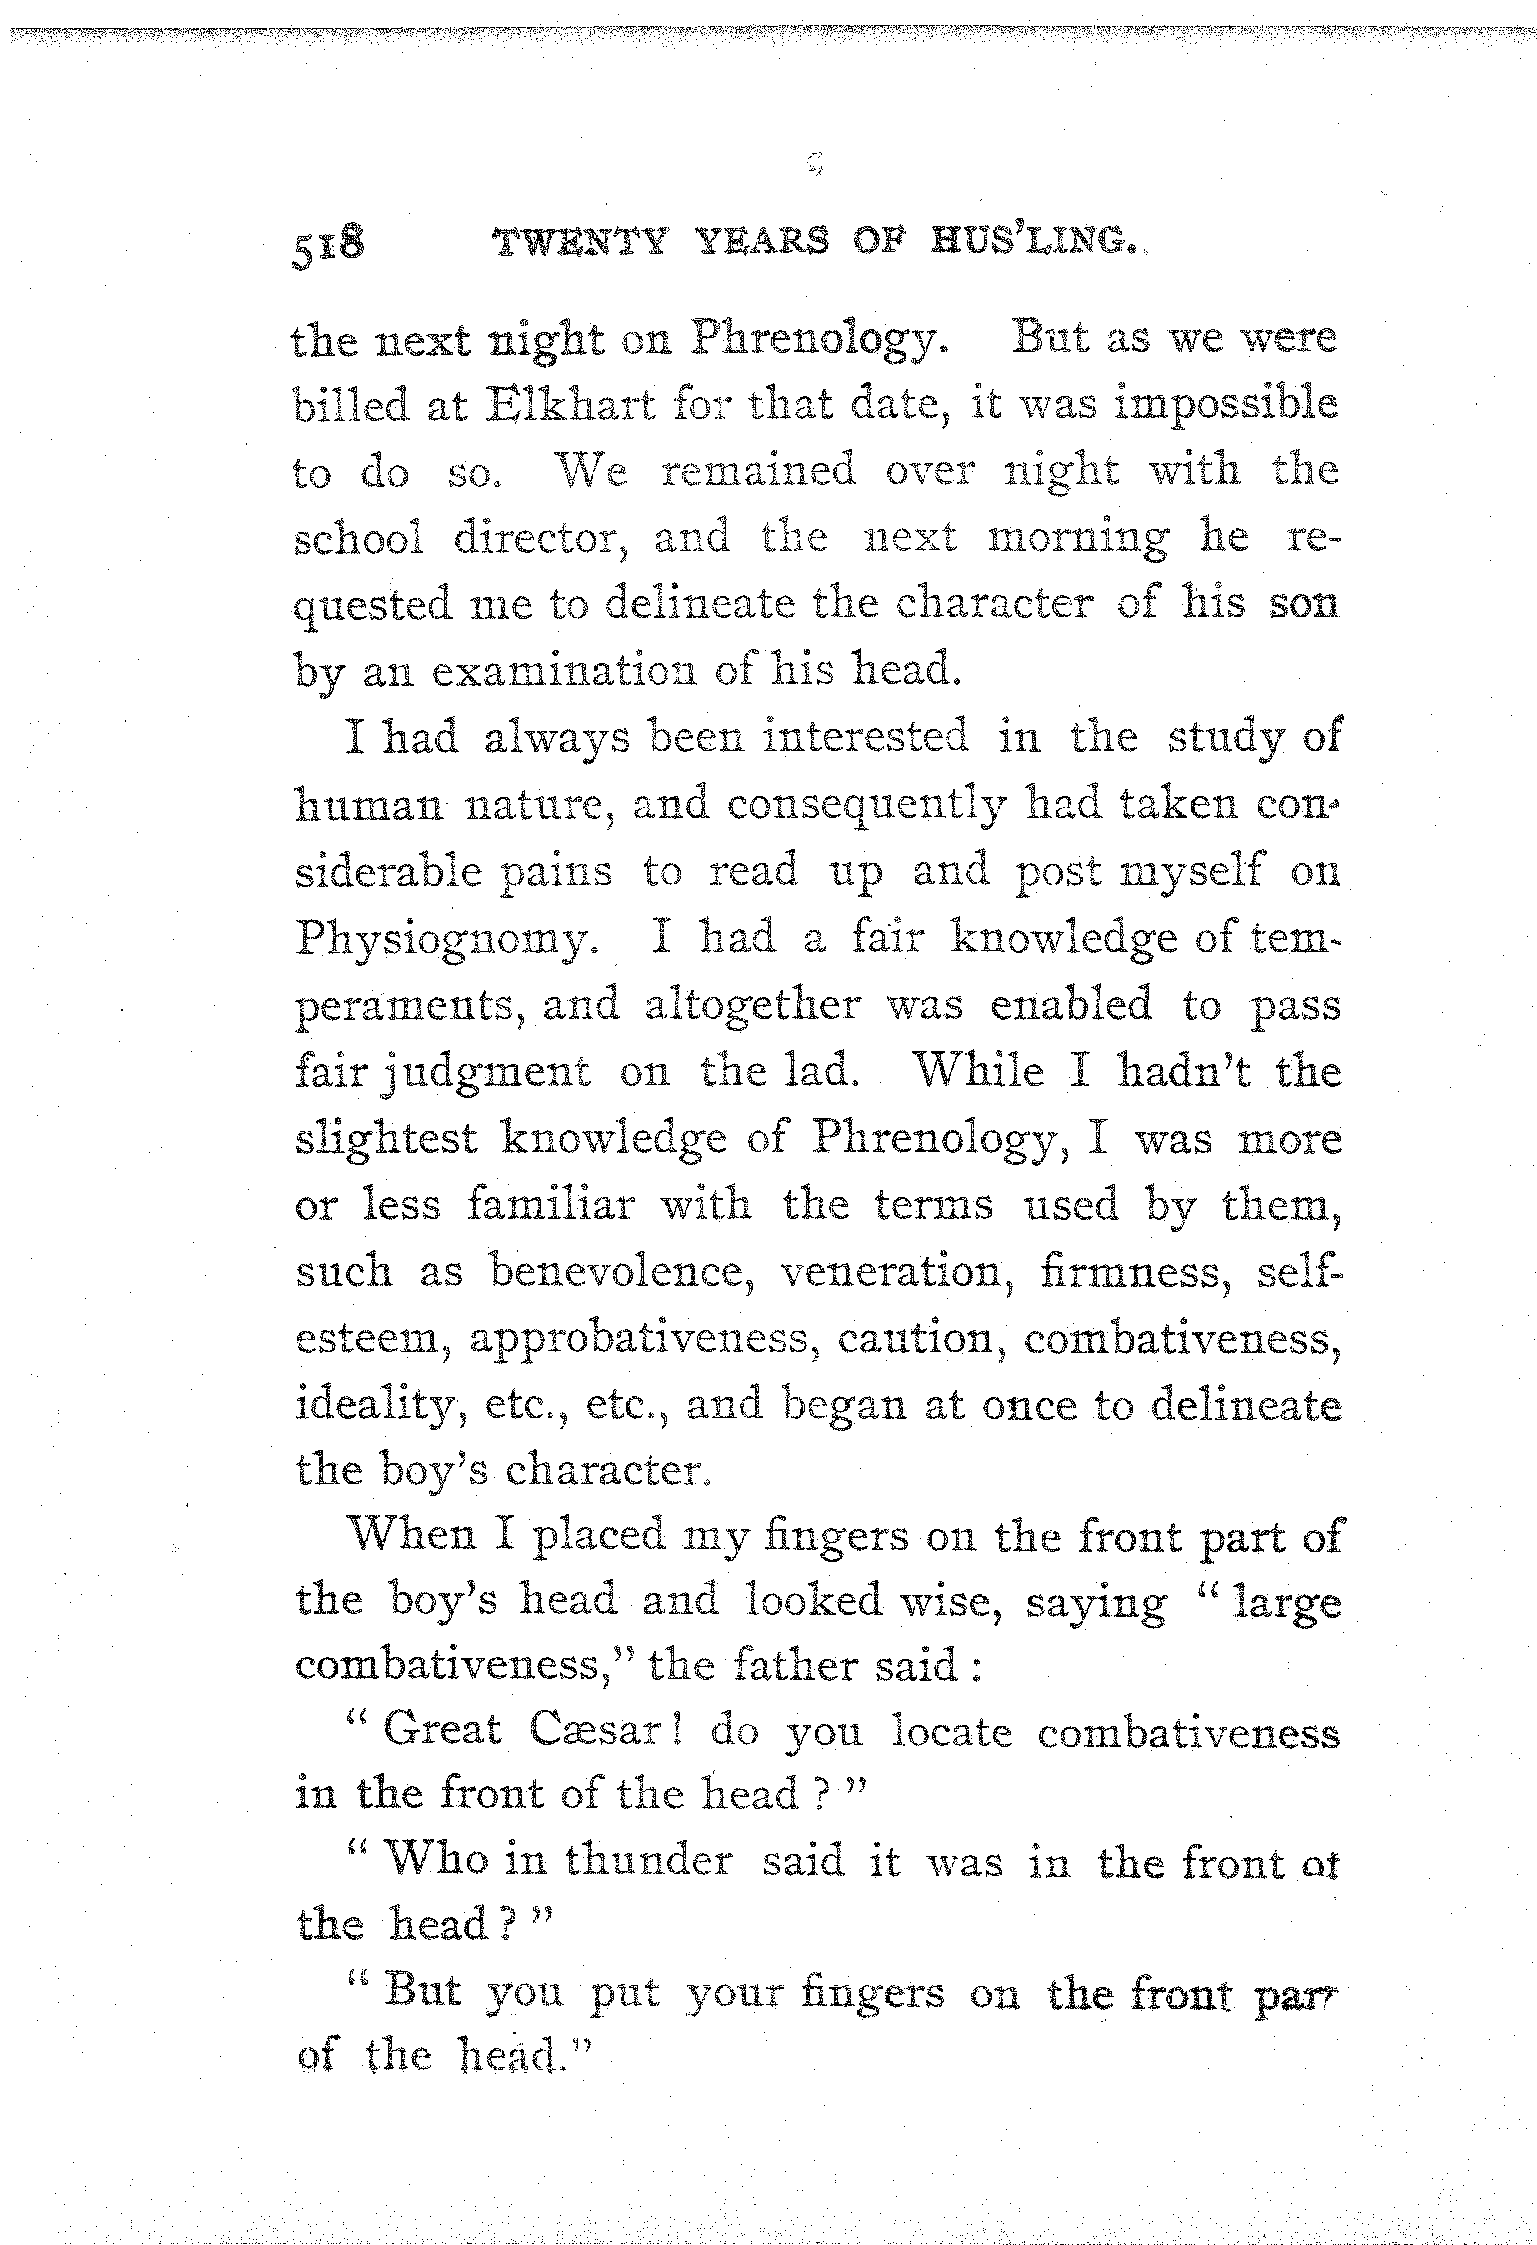 518 TWENTY YEARS OF HUS'LING.
the next night on Phrenology. But as we were
billed at Elkhart for that date, it was impossible
to do so. We remained over night with the
school director, and the next morning he re-
quested me to delineate the character of his son
by an examination of his head.
I had always been interested in the study of
human nature, and consequently had taken con-
siderable pains to read up and post myself on
Physiognomy. I had a fair knowledge of tem-
peraments, and altogether was enabled to pass
fair judgment on the lad. While I hadn't the
slightest knowledge of Phrenology, I was more
or less familiar with the terms used by them,
such as benevolence, veneration, firmness, self-
esteem, approbativeness, caution, combativeness,
ideality, etc., etc., and began at once to delineate
the boy's character.
When I placed my fingers on the front part of
the boy's head and looked wise, saying "large
combativeness," the father said:
"Great Cæsar! do you locate combativeness
in the front of the head?"
"Who in thunder said it was in the front of
the head?"
"But you put your fingers on the front part
of the head."